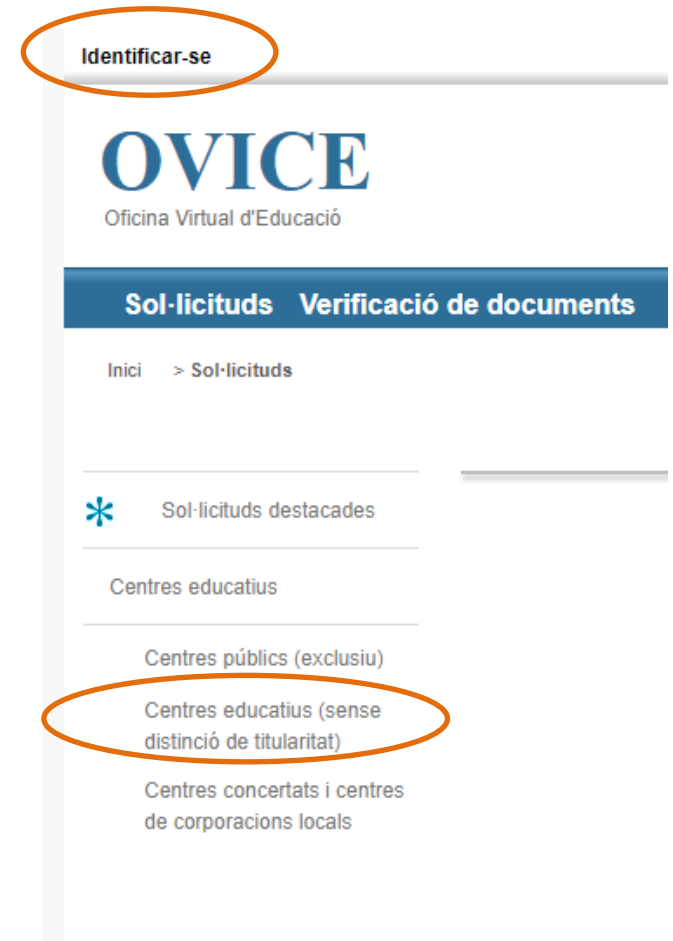 Identificar-se
OVICE
Oficina Virtual d'Educació
Sol·licituds Verificació de documents
Inici > Sol·licituds
Sol·licituds destacades
Centres educatius
Centres públics (exclusiu)
Centres educatius (sense
distinció de titularitat)
Centres concertats i centres
de corporacions locals